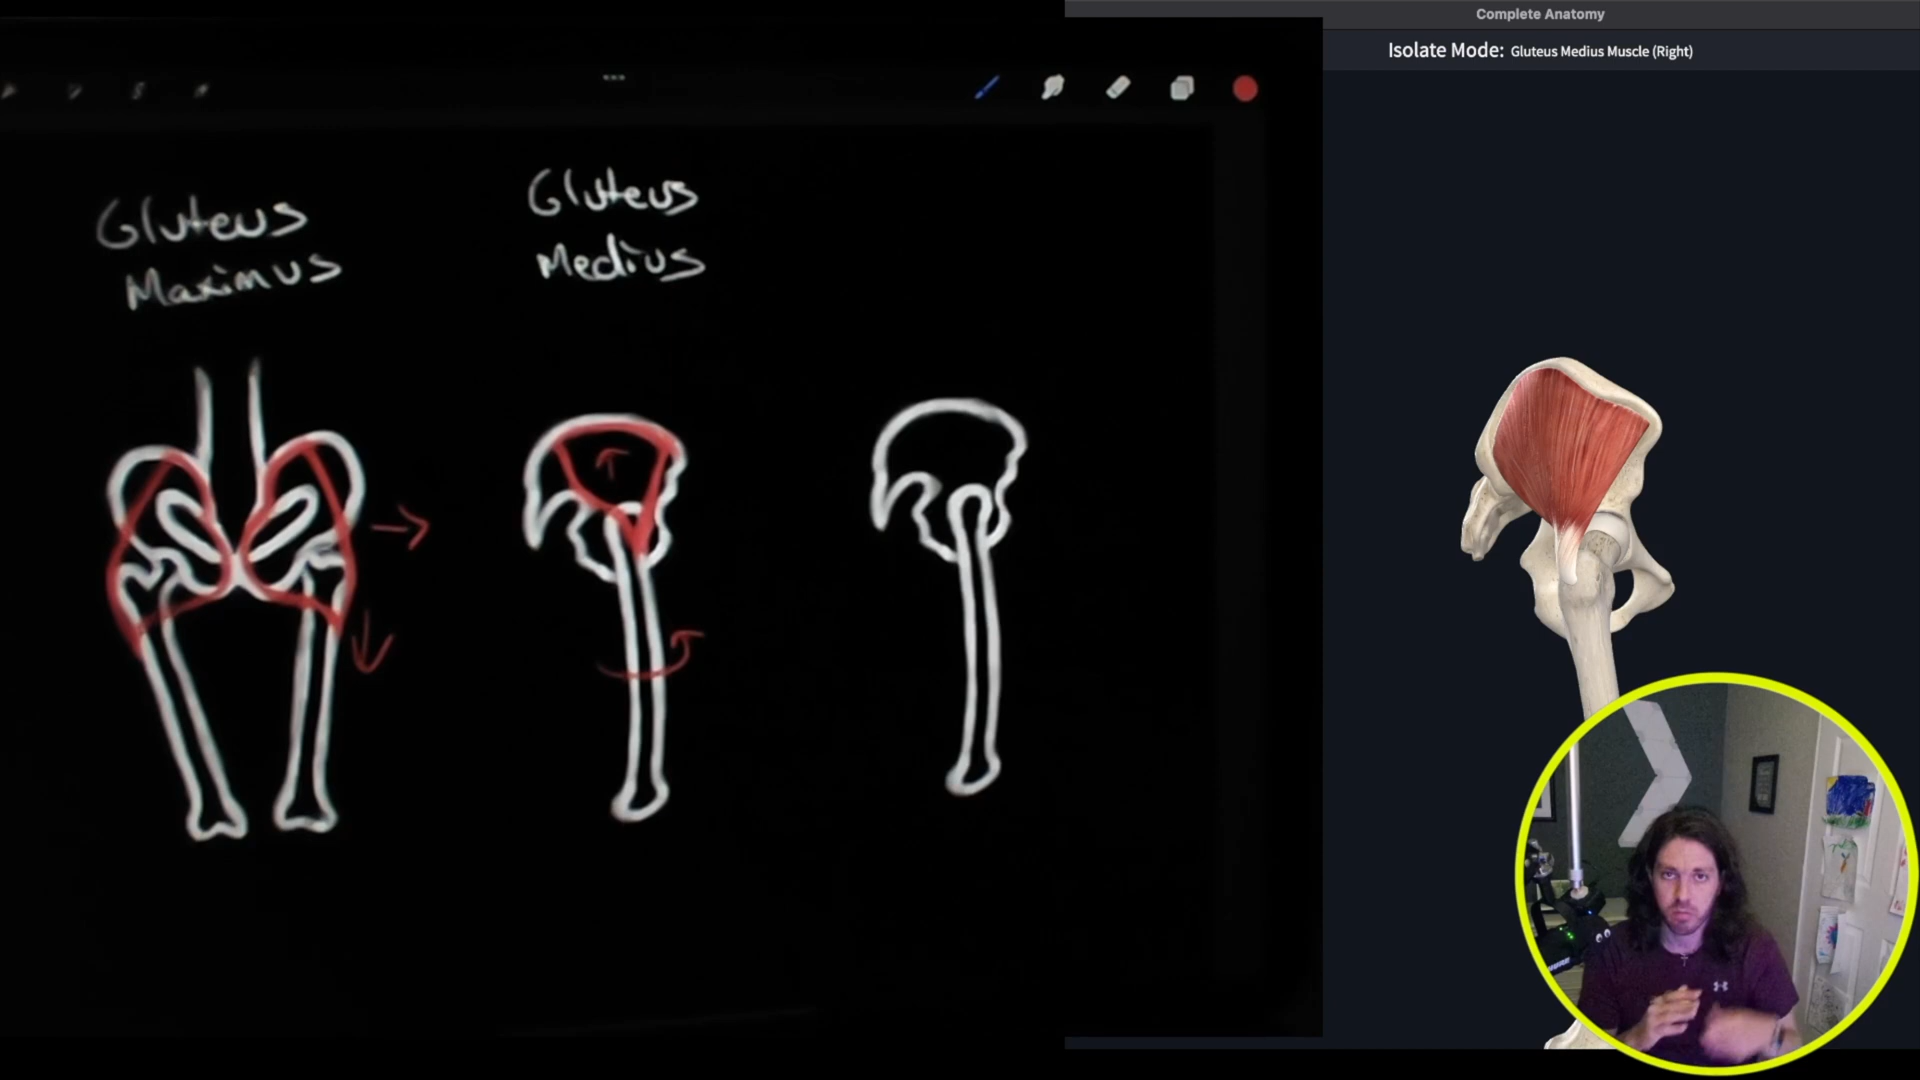 Complete Anatomy
Isolate Mode: Gluteus Medius Muscle (Right)
Gluteus
Maximus
Gluteus
Medius